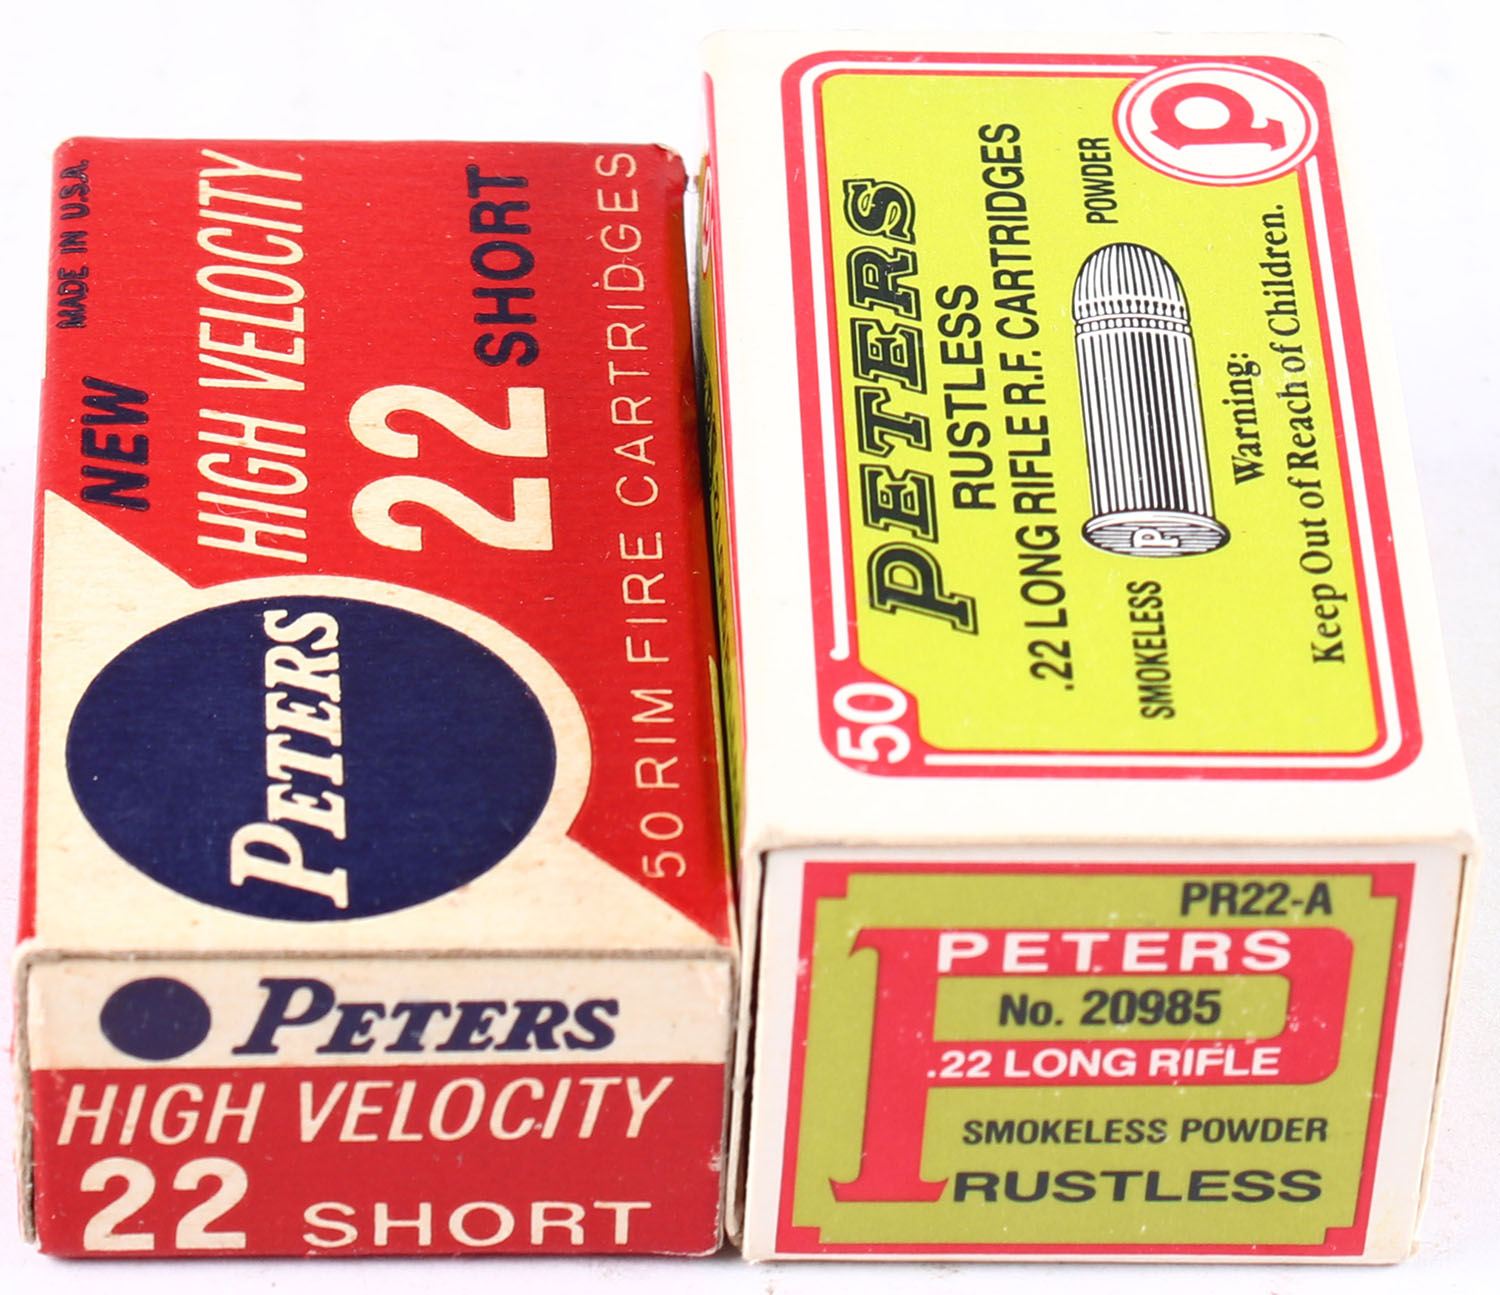 MADE IN U.S.A.
NEW
HIGH VELOCITY
22 SHORT
50 RIM FIRE CARTRIDGES
PETERS
PETERS
HIGH VELOCITY
22 SHORT
P
50
PETERS
RUSTLESS
.22 LONG RIFLE R.F. CARTRIDGES
SMOKELESS POWDER
P
Warning:
Keep Out of Reach of Children.
PR22-A
PETERS
No. 20985
.22 LONG RIFLE
SMOKELESS POWDER
RUSTLESS